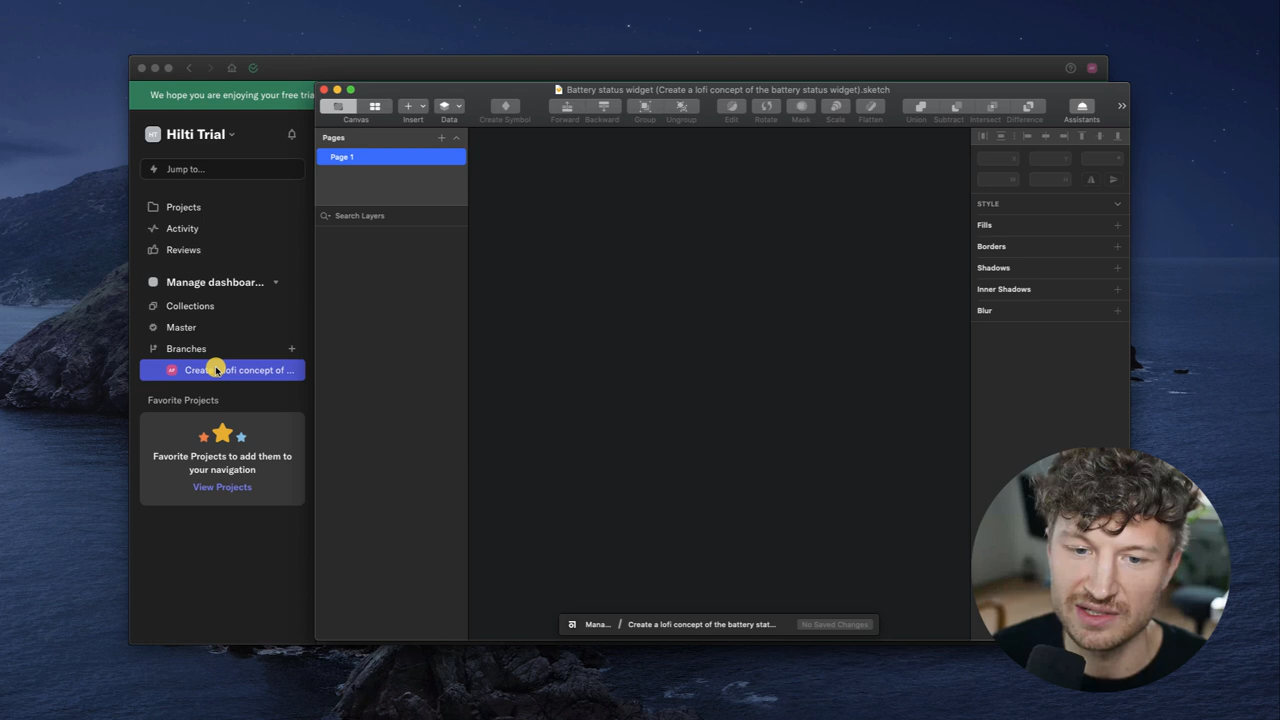 We hope you are enjoying your free tria
HT Hilti Trial
Jump to...
Projects
Activity
Reviews
Manage dashboar...
Collections
Master
Branches
AP Create a lofi concept of ...
Favorite Projects
Favorite Projects to add them to
your navigation
View Projects
Battery status widget (Create a lofi concept of the battery status widget).sketch
Canvas
Insert
Data
Create Symbol
Forward
Backward
Group
Ungroup
Edit
Rotate
Mask
Scale
Flatten
Union
Subtract
Intersect
Difference
Assistants
Pages
Page 1
Search Layers
STYLE
Fills
Borders
Shadows
Inner Shadows
Blur
Mana... / Create a lofi concept of the battery stat... No Saved Changes